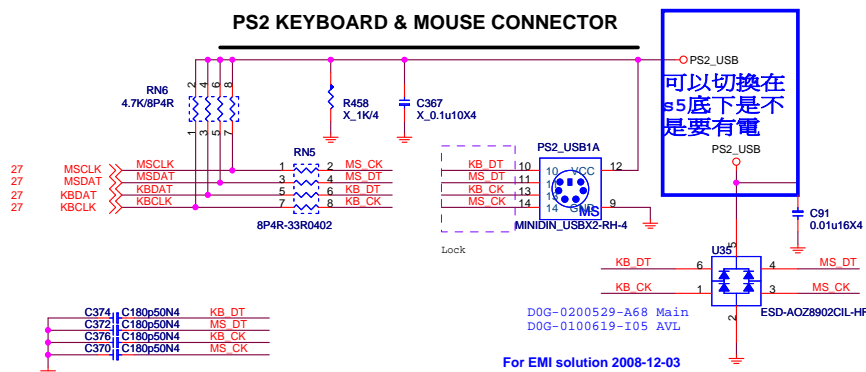 PS2 KEYBOARD & MOUSE CONNECTOR
PS2_USB
可以切換在
s5底下是不
是要有電
PS2_USB
RN6
4.7K/8P4R
2
4
6
8
1
3
5
7
R458
X_1K/4
C367
X_0.1u10X4
RN5
27 MSCLK MSCLK 1 2 MS_CK
27 MSDAT MSDAT 3 4 MS_DT
27 KBDAT KBDAT 5 6 KB_DT
27 KBCLK KBCLK 7 8 KB_CK
8P4R-33R0402
PS2_USB1A
KB_DT 10 10 VCC 12
MS_DT 11
KB_CK 13
MS_CK 14 14 GND 9
MS
MINIDIN_USBX2-RH-4
Lock
C91
0.01u16X4
U35
5
KB_DT 6 4 MS_DT
KB_CK 1 3 MS_CK
2
ESD-AOZ8902CIL-HF
C374 C180p50N4 KB_DT
C372 C180p50N4 MS_DT
C376 C180p50N4 KB_CK
C370 C180p50N4 MS_CK
D0G-0200529-A68 Main
D0G-0100619-I05 AVL
For EMI solution 2008-12-03